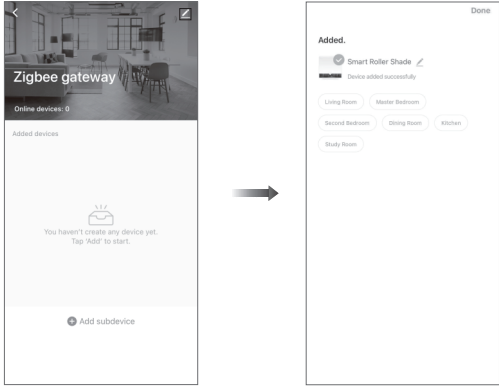 Zigbee gateway
Online devices: 0
Added devices
You haven't create any device yet.
Tap 'Add' to start.
Add subdevice
Done
Added.
Smart Roller Shade
Device added successfully
Living Room
Master Bedroom
Second Bedroom
Dining Room
Kitchen
Study Room